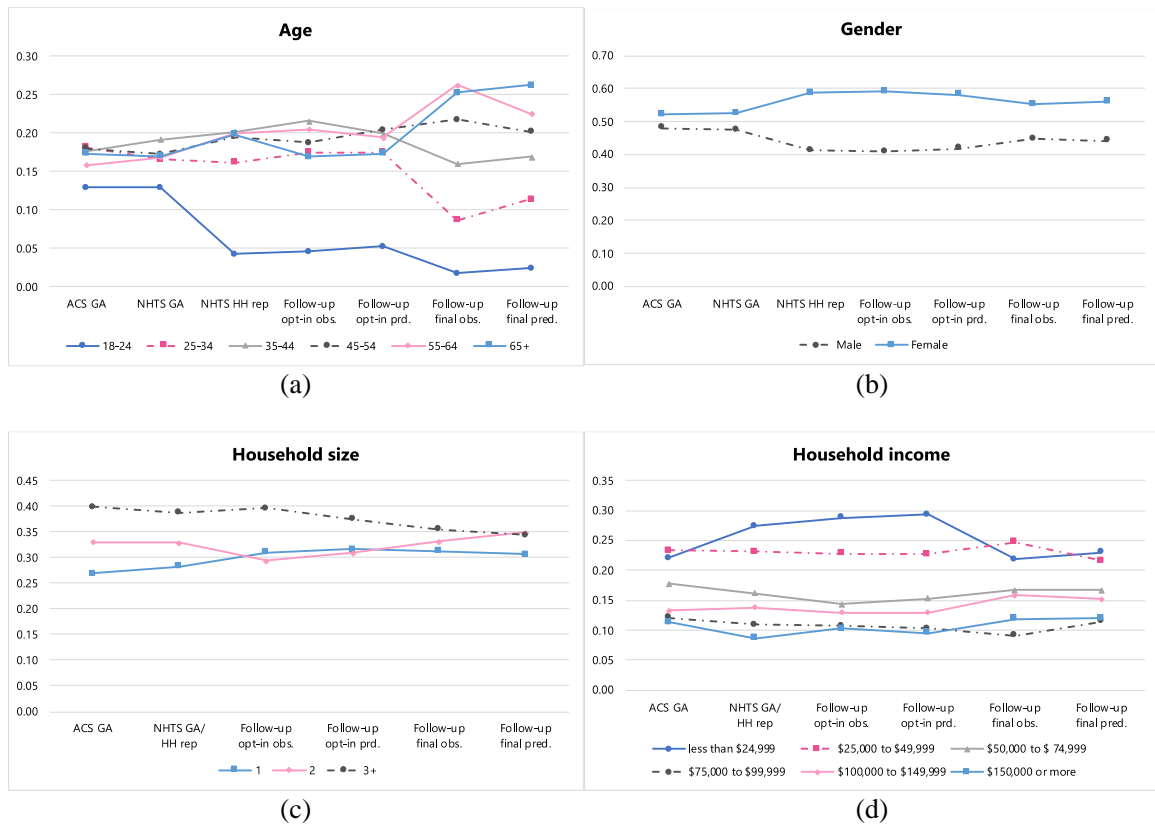 Age
0.30
0.25
0.20
0.15
0.10
0.05
0.00
ACS GA
NHTS GA
NHTS HH rep
Follow-up opt-in obs.
Follow-up opt-in prd.
Follow-up final obs.
Follow-up final pred.
18-24 25-34 35-44 45-54 55-64 65+
(a)
Gender
0.70
0.60
0.50
0.40
0.30
0.20
0.10
0.00
ACS GA
NHTS GA
NHTS HH rep
Follow-up opt-in obs.
Follow-up opt-in prd.
Follow-up final obs.
Follow-up final pred.
Male Female
(b)
Household size
0.45
0.40
0.35
0.30
0.25
0.20
0.15
0.10
0.05
0.00
ACS GA
NHTS GA/ HH rep
Follow-up opt-in obs.
Follow-up opt-in prd.
Follow-up final obs.
Follow-up final pred.
1 2 3+
(c)
Household income
0.35
0.30
0.25
0.20
0.15
0.10
0.05
0.00
ACS GA
NHTS GA/ HH rep
Follow-up opt-in obs.
Follow-up opt-in prd.
Follow-up final obs.
Follow-up final pred.
less than $24,999 $25,000 to $49,999 $50,000 to $ 74,999
$75,000 to $99,999 $100,000 to $149,999 $150,000 or more
(d)